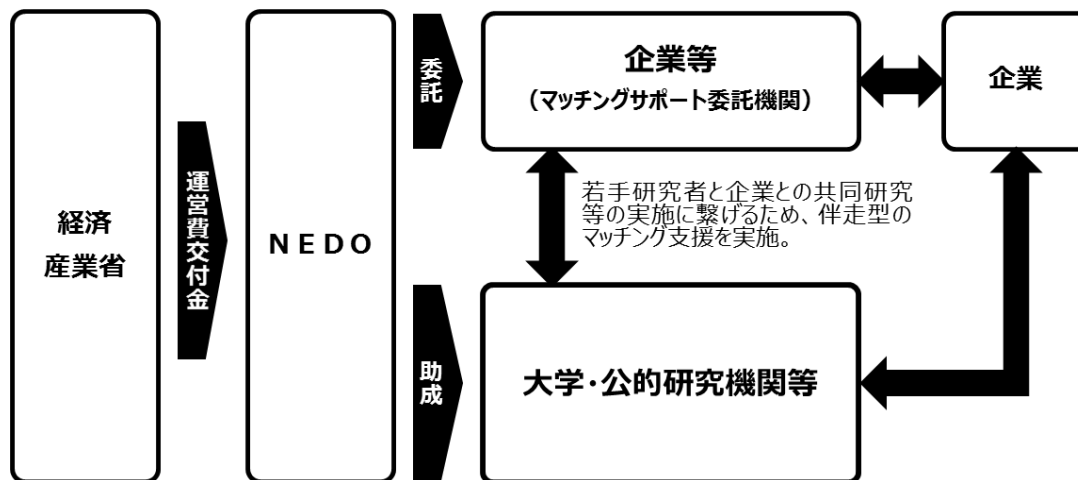 経済
産業省
運営費交付金
ＮＥＤＯ
委託
企業等
（マッチングサポート委託機関）
企業
若手研究者と企業との共同研究
等の実施に繋げるため、伴走型の
マッチング支援を実施。
助成
大学・公的研究機関等